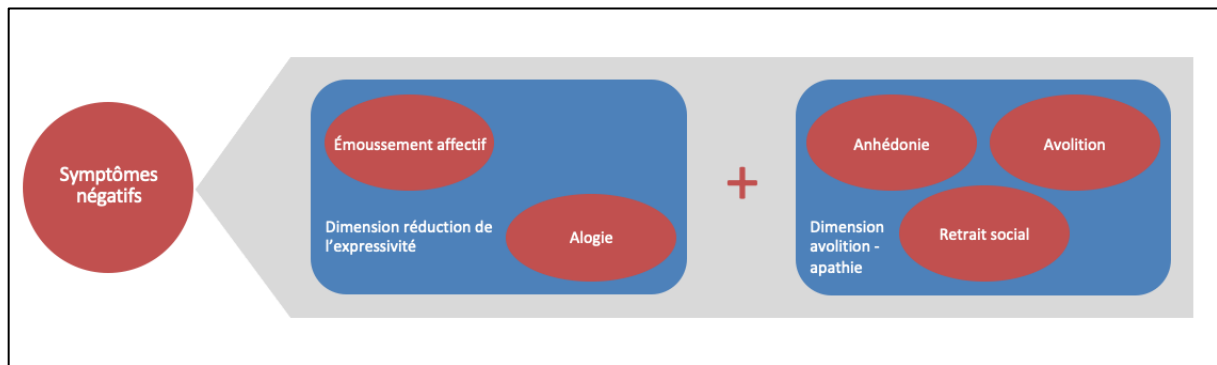 Symptômes
négatifs
Émoussement affectif
Dimension réduction de
l'expressivité
Alogie
+
Anhédonie
Avolition
Dimension
avolition -
apathie
Retrait social